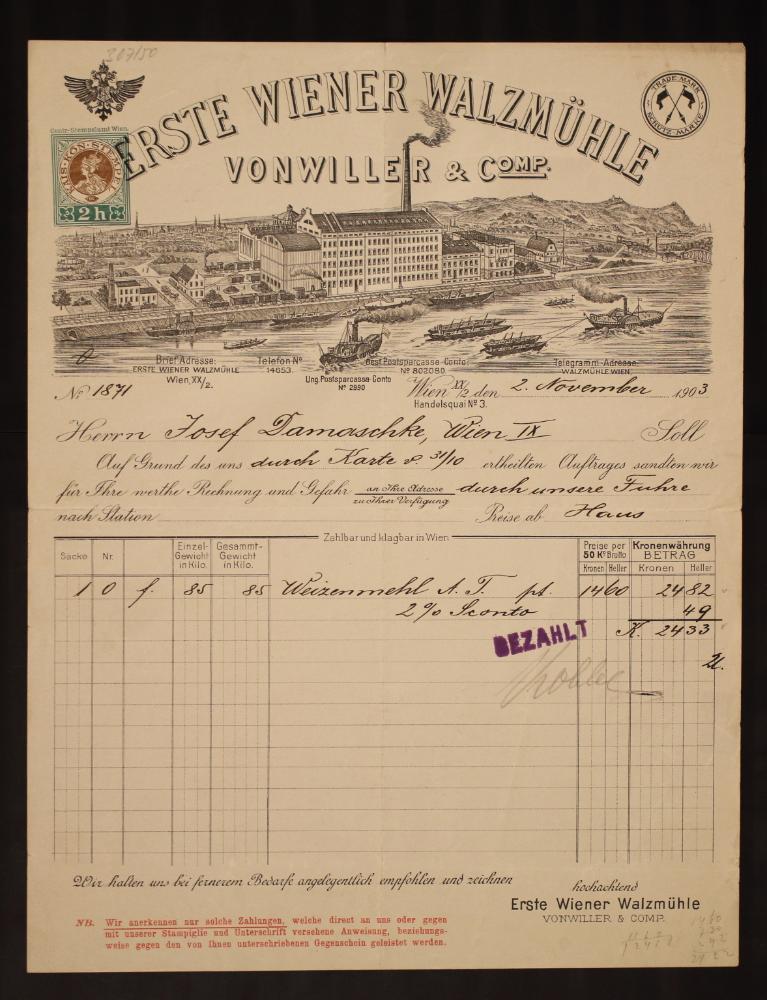 207/50
ERSTE WIENER WALZMÜHLE
VONWILLER & COMP.
TRADE MARK
SCHUTZ-MARKE
Centr-Stempelamt Wien.
KAIS·KÖN·STEMPEL
2h
Brief Adresse:
ERSTE WIENER WALZMÜHLE
Wien, XX/2.
Telefon No
14653.
Ung. Postsparcassa-Conto
No 2990
Oest. Postsparcasse-Conto:
No 802080
Telegramm-Adresse:
WALZMÜHLE WIEN.
No 1871
Wien XX/2 den 2. November 1903
Handelsquai No 3.
Herrn Josef Damaschke, Wien IX Soll
Auf Grund des uns durch Karte v. 31/10 ertheilten Auftrages sandten wir
für Ihre werthe Rechnung und Gefahr an Ihre Adresse / zu Ihrer Verfügung durch unsere Fuhre
nach Station Preise ab Haus
Zahlbar und klagbar in Wien
Säcke Nr. Einzel-Gewicht in Kilo. Gesammt-Gewicht in Kilo. Preise per 50 Ko Brutto Kronenwährung BETRAG
Kronen Heller Kronen Heller
1 0 f. 85 85 Weizenmehl A. T. pt. 14 60 24 82
2 % Sconto 49
K. 24 33
BEZAHLT
Wir halten uns bei fernerem Bedarfe angelegentlich empfohlen und zeichnen
hochachtend
Erste Wiener Walzmühle
VONWILLER & COMP.
NB. Wir anerkennen nur solche Zahlungen, welche direct an uns oder gegen
mit unserer Stampiglie und Unterschrift versehene Anweisung, beziehungs-
weise gegen den von Ihnen unterschriebenen Gegenschein geleistet werden.